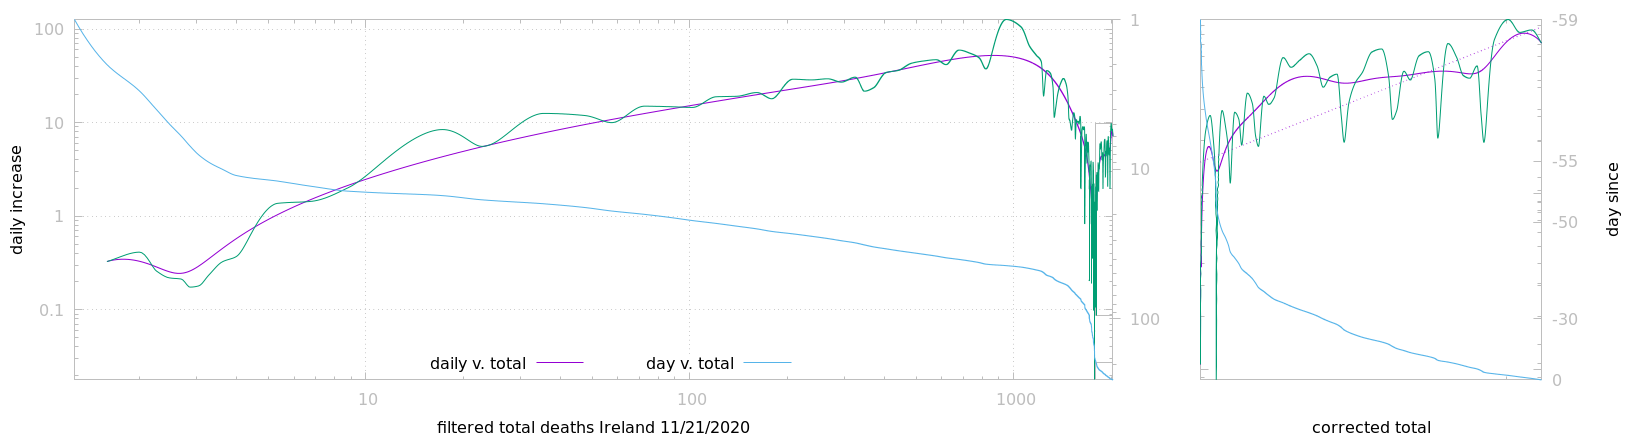 100
10
1
0.1
daily increase
1
10
100
daily v. total
day v. total
10
100
1000
filtered total deaths Ireland 11/21/2020
-59
-55
-50
-30
0
day since
corrected total